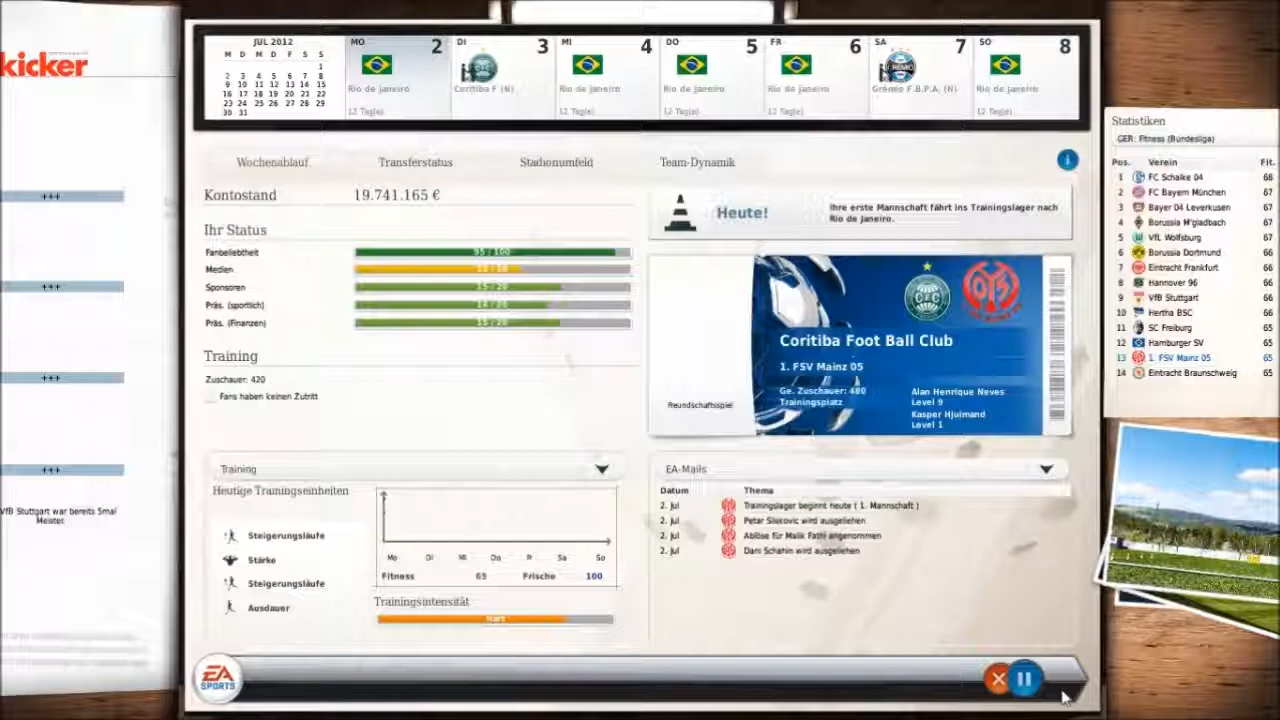 kicker
JUL 2012
M D M D F S S
1
2 3 4 5 6 7 8
9 10 11 12 13 14 15
16 17 18 19 20 21 22
23 24 25 26 27 28 29
30 31
MO 2
Rio de Janeiro
12 Tag(e)
DI 3
Coritiba F (N)
MI 4
Rio de Janeiro
12 Tag(e)
DO 5
Rio de Janeiro
12 Tag(e)
FR 6
Rio de Janeiro
12 Tag(e)
SA 7
Grêmio F.B.P.A. (N)
SO 8
Rio de Janeiro
12 Tag(e)
Wochenablauf Transferstatus Stadionumfeld Team-Dynamik
Kontostand 19.741.165 €
Ihr Status
Fanbeliebtheit 95 / 100
Medien
Sponsoren 15 / 20
Präs. (sportlich) 14 / 20
Präs. (Finanzen) 15 / 20
Training
Zuschauer: 420
Fans haben keinen Zutritt
Heute!
Ihre erste Mannschaft fährt ins Trainingslager nach
Rio de Janeiro.
Coritiba Foot Ball Club
1. FSV Mainz 05
Ge. Zuschauer: 480
Trainingsplatz
Alan Henrique Neves
Level 9
Kasper Hjulmand
Level 1
Freundschaftsspiel
Training
Heutige Trainingseinheiten
Steigerungsläufe
Stärke
Steigerungsläufe
Ausdauer
Mo Di Mi Do Fr Sa So
Fitness 65 Frische 100
Trainingsintensität
Hart
EA-Mails
Datum Thema
2. Jul Trainingslager beginnt heute ( 1. Mannschaft )
2. Jul Petar Sliskovic wird ausgeliehen
2. Jul Ablöse für Malik Fathi angenommen
2. Jul Dani Schahin wird ausgeliehen
EA SPORTS
+++
+++
+++
+++
VfB Stuttgart war bereits 5mal
Meister.
Statistiken
GER: Fitness (Bundesliga)
Pos. Verein Fit.
1 FC Schalke 04 68
2 FC Bayern München 67
3 Bayer 04 Leverkusen 67
4 Borussia M'gladbach 67
5 VfL Wolfsburg 67
6 Borussia Dortmund 66
7 Eintracht Frankfurt 66
8 Hannover 96 66
9 VfB Stuttgart 66
10 Hertha BSC 66
11 SC Freiburg 65
12 Hamburger SV 65
13 1. FSV Mainz 05 65
14 Eintracht Braunschweig 65